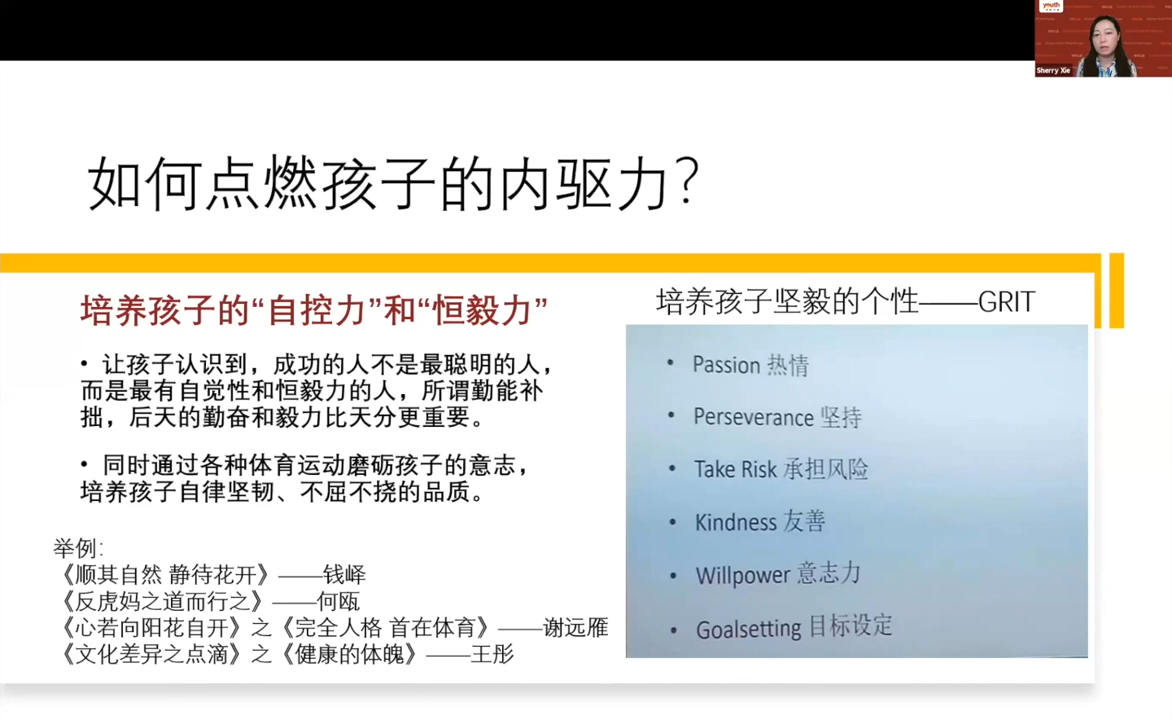 youth
Sherry Xie
如何点燃孩子的内驱力？
培养孩子的“自控力”和“恒毅力”
• 让孩子认识到，成功的人不是最聪明的人，
而是最有自觉性和恒毅力的人，所谓勤能补
拙，后天的勤奋和毅力比天分更重要。
• 同时通过各种体育运动磨砺孩子的意志，
培养孩子自律坚韧、不屈不挠的品质。
举例:
《顺其自然 静待花开》——钱峄
《反虎妈之道而行之》——何瓯
《心若向阳花自开》之《完全人格 首在体育》——谢远雁
《文化差异之点滴》之《健康的体魄》——王彤
培养孩子坚毅的个性——GRIT
• Passion 热情
• Perseverance 坚持
• Take Risk 承担风险
• Kindness 友善
• Willpower 意志力
• Goalsetting 目标设定